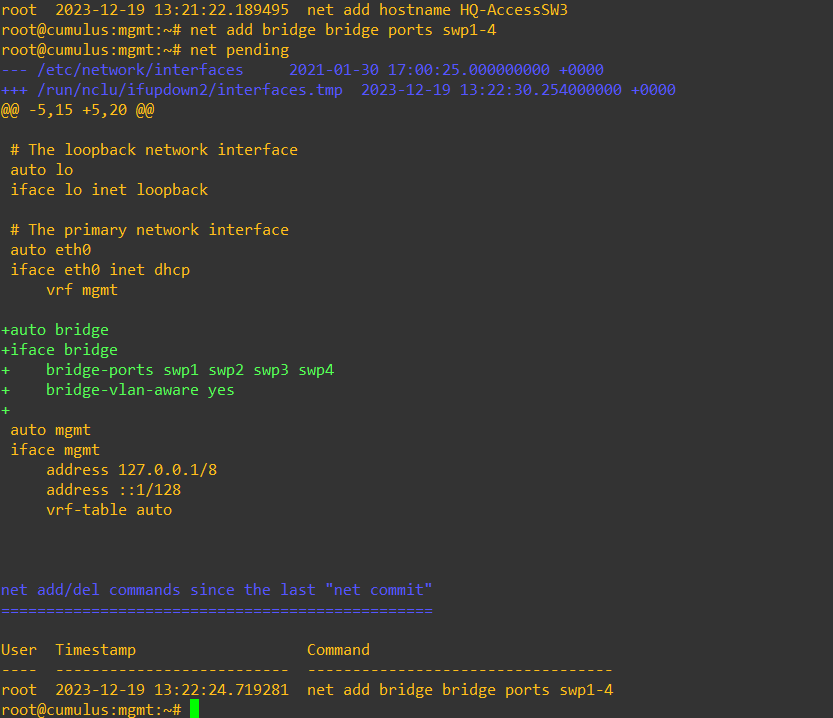 root  2023-12-19 13:21:22.189495  net add hostname HQ-AccessSW3
root@cumulus:mgmt:~# net add bridge bridge ports swp1-4
root@cumulus:mgmt:~# net pending
--- /etc/network/interfaces     2021-01-30 17:00:25.000000000 +0000
+++ /run/nclu/ifupdown2/interfaces.tmp  2023-12-19 13:22:30.254000000 +0000
@@ -5,15 +5,20 @@

 # The loopback network interface
 auto lo
 iface lo inet loopback

 # The primary network interface
 auto eth0
 iface eth0 inet dhcp
     vrf mgmt

+auto bridge
+iface bridge
+    bridge-ports swp1 swp2 swp3 swp4
+    bridge-vlan-aware yes
+
 auto mgmt
 iface mgmt
     address 127.0.0.1/8
     address ::1/128
     vrf-table auto



net add/del commands since the last "net commit"
================================================

User  Timestamp                   Command
----  --------------------------  ----------------------------------
root  2023-12-19 13:22:24.719281  net add bridge bridge ports swp1-4
root@cumulus:mgmt:~#